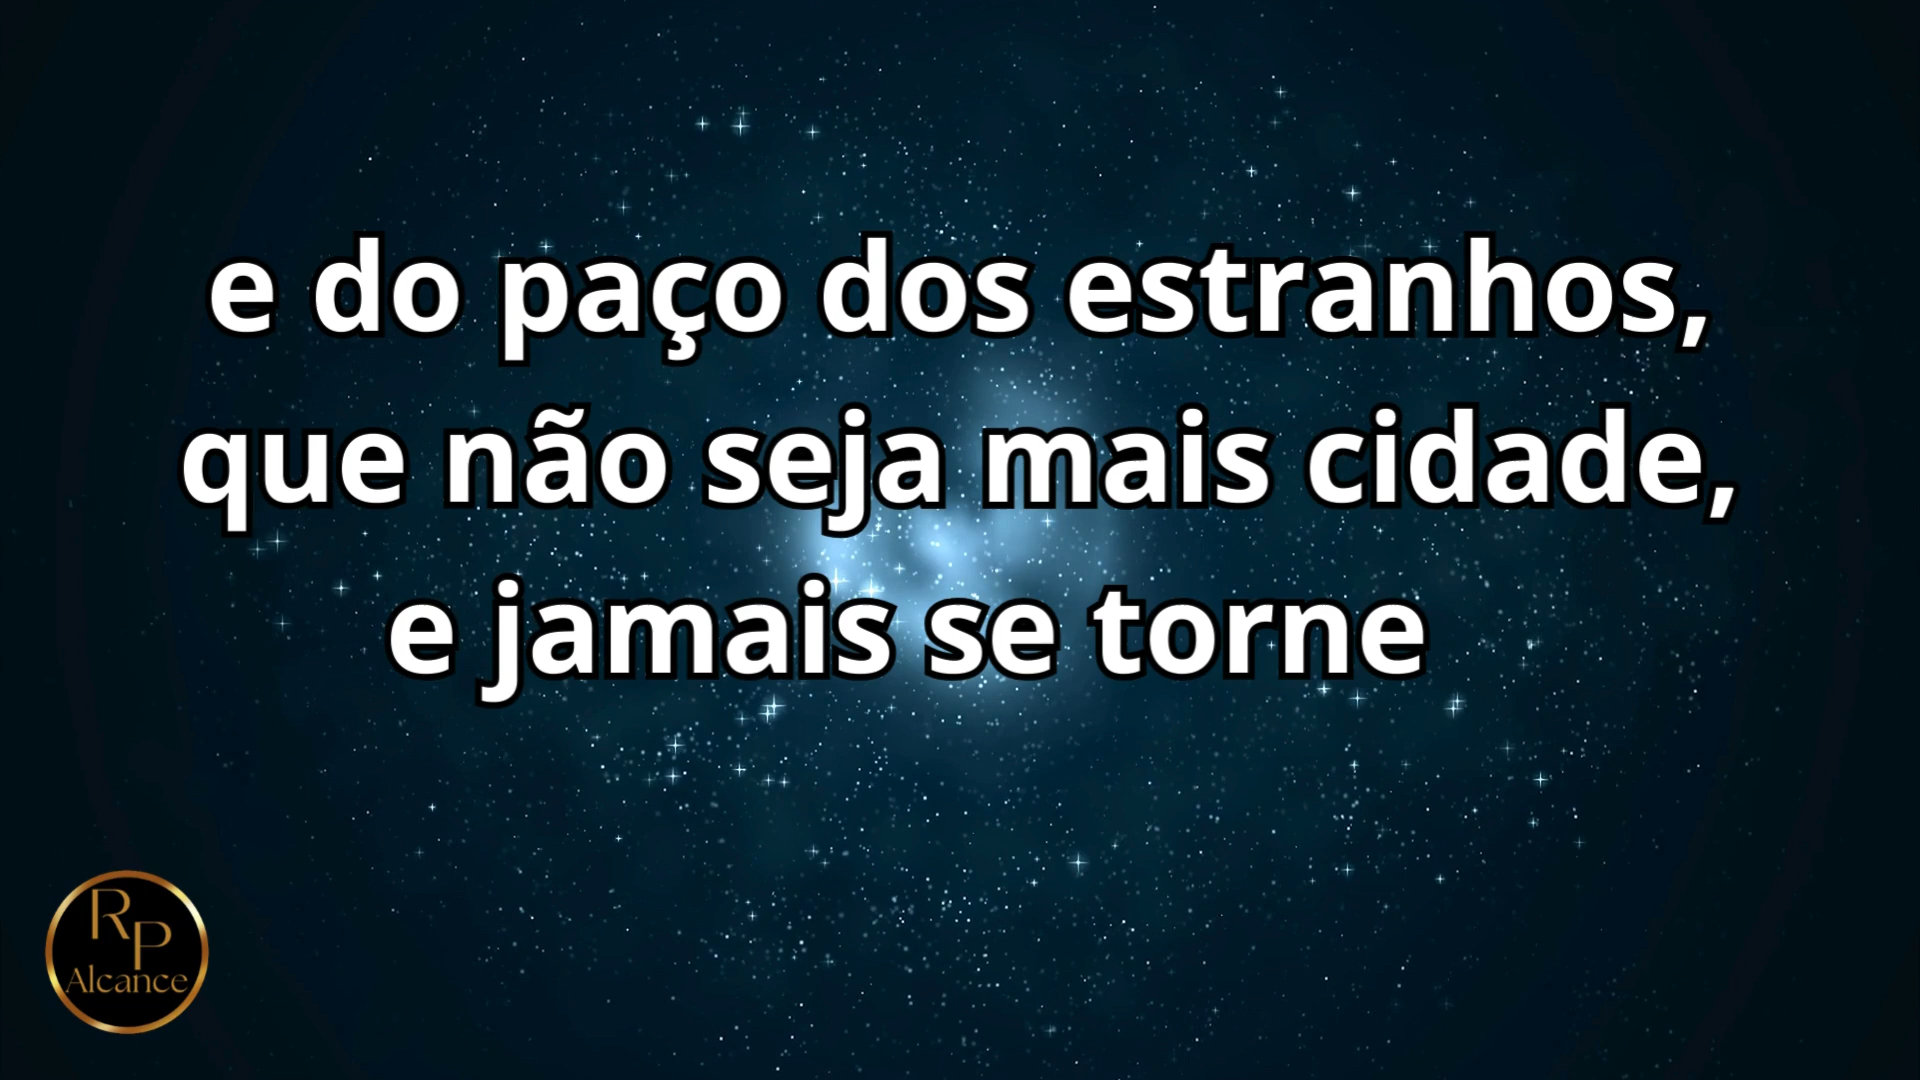 e do paço dos estranhos,
que não seja mais cidade,
e jamais se torne
RP
Alcance